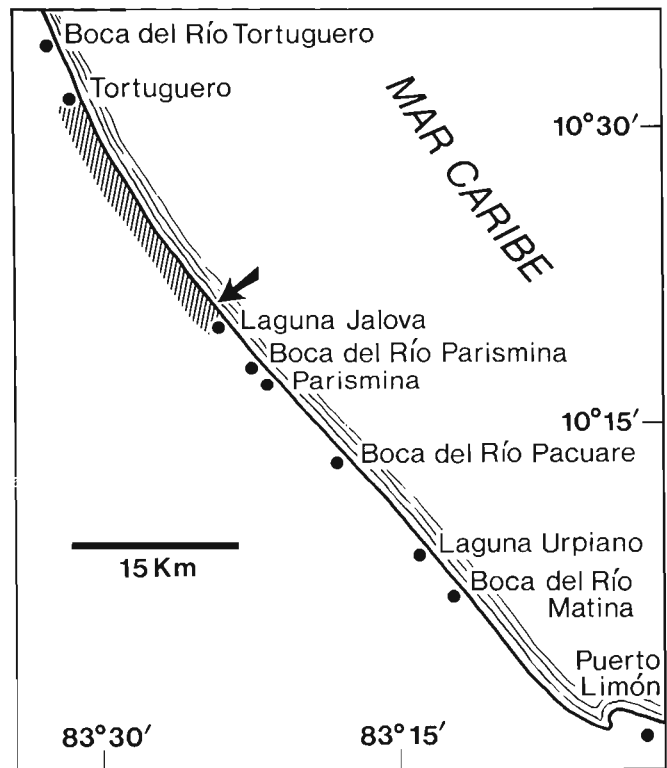 Boca del Río Tortuguero
Tortuguero
MAR CARIBE
10°30′
Laguna Jalova
Boca del Río Parismina
Parismina
10°15′
Boca del Río Pacuare
Laguna Urpiano
15 Km
Boca del Río
Matina
Puerto
Limón
83°30′
83°15′